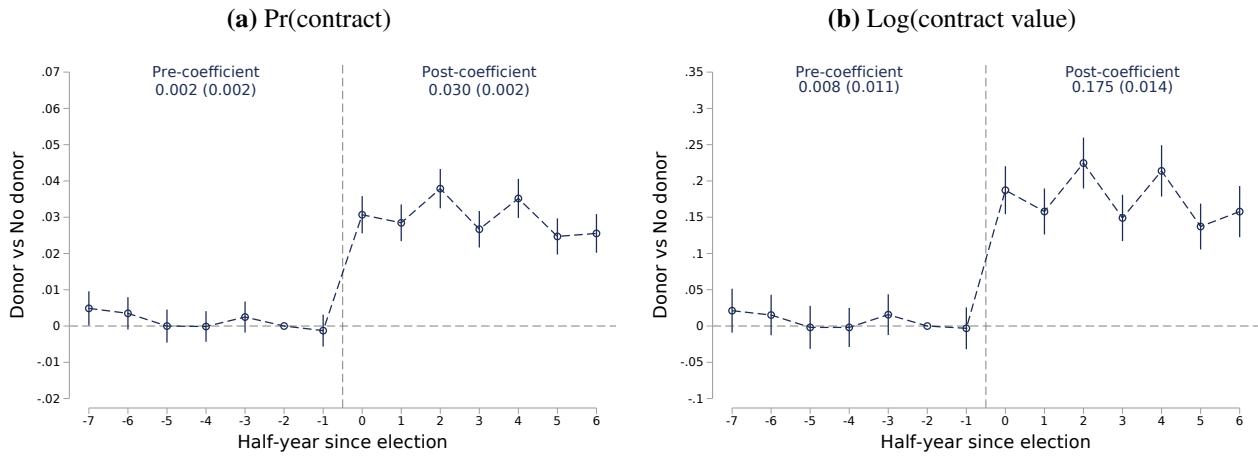 (a) Pr(contract)
Pre-coefficient
0.002 (0.002)
Post-coefficient
0.030 (0.002)
Donor vs No donor
.07
.06
.05
.04
.03
.02
.01
0
-.01
-.02
-7 -6 -5 -4 -3 -2 -1 0 1 2 3 4 5 6
Half-year since election
(b) Log(contract value)
Pre-coefficient
0.008 (0.011)
Post-coefficient
0.175 (0.014)
Donor vs No donor
.35
.3
.25
.2
.15
.1
.05
0
-.05
-.1
-7 -6 -5 -4 -3 -2 -1 0 1 2 3 4 5 6
Half-year since election